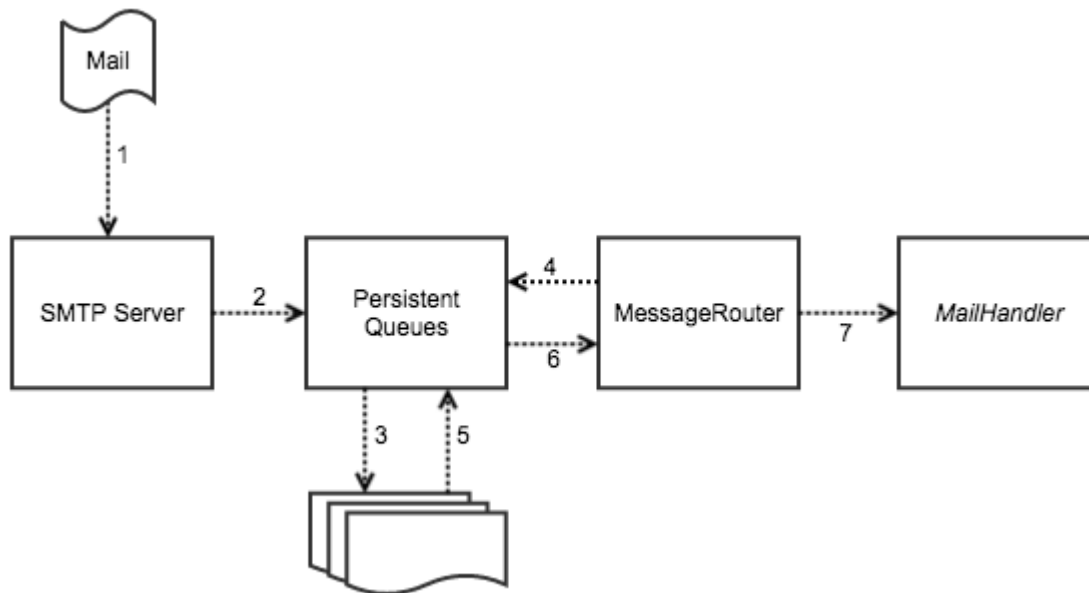 Mail
1
SMTP Server
2
Persistent
Queues
4
6
MessageRouter
7
MailHandler
3
5